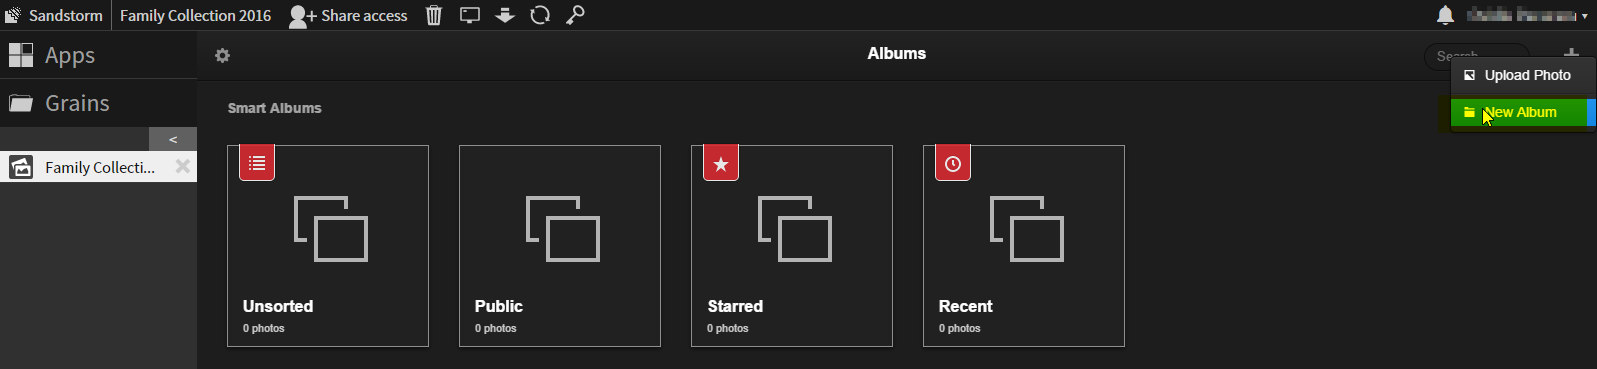 Sandstorm Family Collection 2016 Share access
Apps
Albums
Search
Upload Photo
Grains
Smart Albums
New Album
<
Family Collecti...
Unsorted
0 photos
Public
0 photos
Starred
0 photos
Recent
0 photos